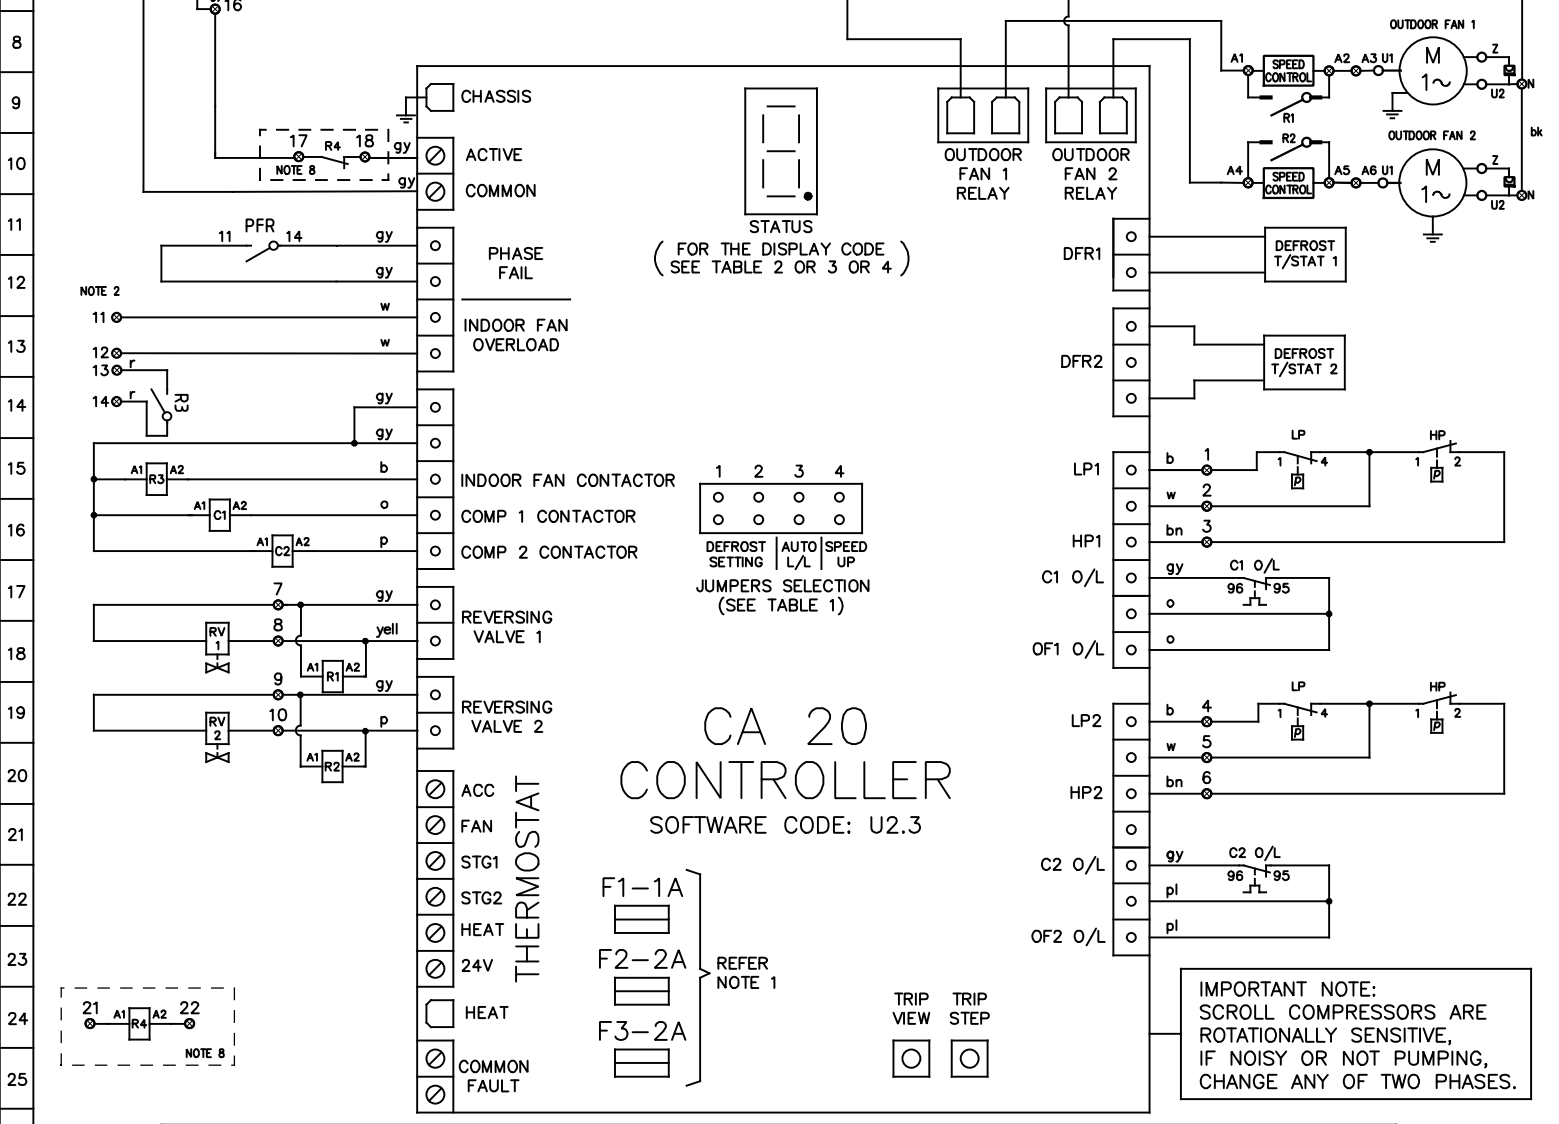 16
8
9
10
11
12
13
14
15
16
17
18
19
20
21
22
23
24
25
CHASSIS
17 R4 18 gy
NOTE 8
ACTIVE
gy
COMMON
PFR
11 14 gy
gy
PHASE
FAIL
NOTE 2
11 w
12 w
INDOOR FAN
OVERLOAD
13 r
14 r
R3
gy
gy
A1 R3 A2 b
INDOOR FAN CONTACTOR
A1 C1 A2 o
COMP 1 CONTACTOR
A1 C2 A2 p
COMP 2 CONTACTOR
7 gy
8 yell
RV
1
REVERSING
VALVE 1
A1 R1 A2
9 gy
10 p
RV
2
REVERSING
VALVE 2
A1 R2 A2
ACC
FAN
STG1
STG2
HEAT
24V
THERMOSTAT
HEAT
COMMON
FAULT
21 A1 R4 A2 22
NOTE 8
STATUS
( FOR THE DISPLAY CODE
SEE TABLE 2 OR 3 OR 4 )
1 2 3 4
DEFROST
SETTING
AUTO
L/L
SPEED
UP
JUMPERS SELECTION
(SEE TABLE 1)
CA 20
CONTROLLER
SOFTWARE CODE: U2.3
F1-1A
F2-2A
F3-2A
REFER
NOTE 1
TRIP
VIEW
TRIP
STEP
OUTDOOR
FAN 1
RELAY
OUTDOOR
FAN 2
RELAY
OUTDOOR FAN 1
A1 SPEED
CONTROL
A2 A3 U1
M
1~
Z
U2
N
R1
bk
OUTDOOR FAN 2
R2
A4 SPEED
CONTROL
A5 A6 U1
M
1~
Z
U2
N
DFR1
DEFROST
T/STAT 1
DFR2
DEFROST
T/STAT 2
LP1 b 1
LP
1 4
P
HP
1 2
P
w 2
HP1 bn 3
C1 O/L gy
C1 O/L
96 95
o
OF1 O/L o
LP2 b 4
LP
1 4
P
HP
1 2
P
w 5
HP2 bn 6
C2 O/L gy
C2 O/L
96 95
pl
OF2 O/L pl
IMPORTANT NOTE:
SCROLL COMPRESSORS ARE
ROTATIONALLY SENSITIVE,
IF NOISY OR NOT PUMPING,
CHANGE ANY OF TWO PHASES.